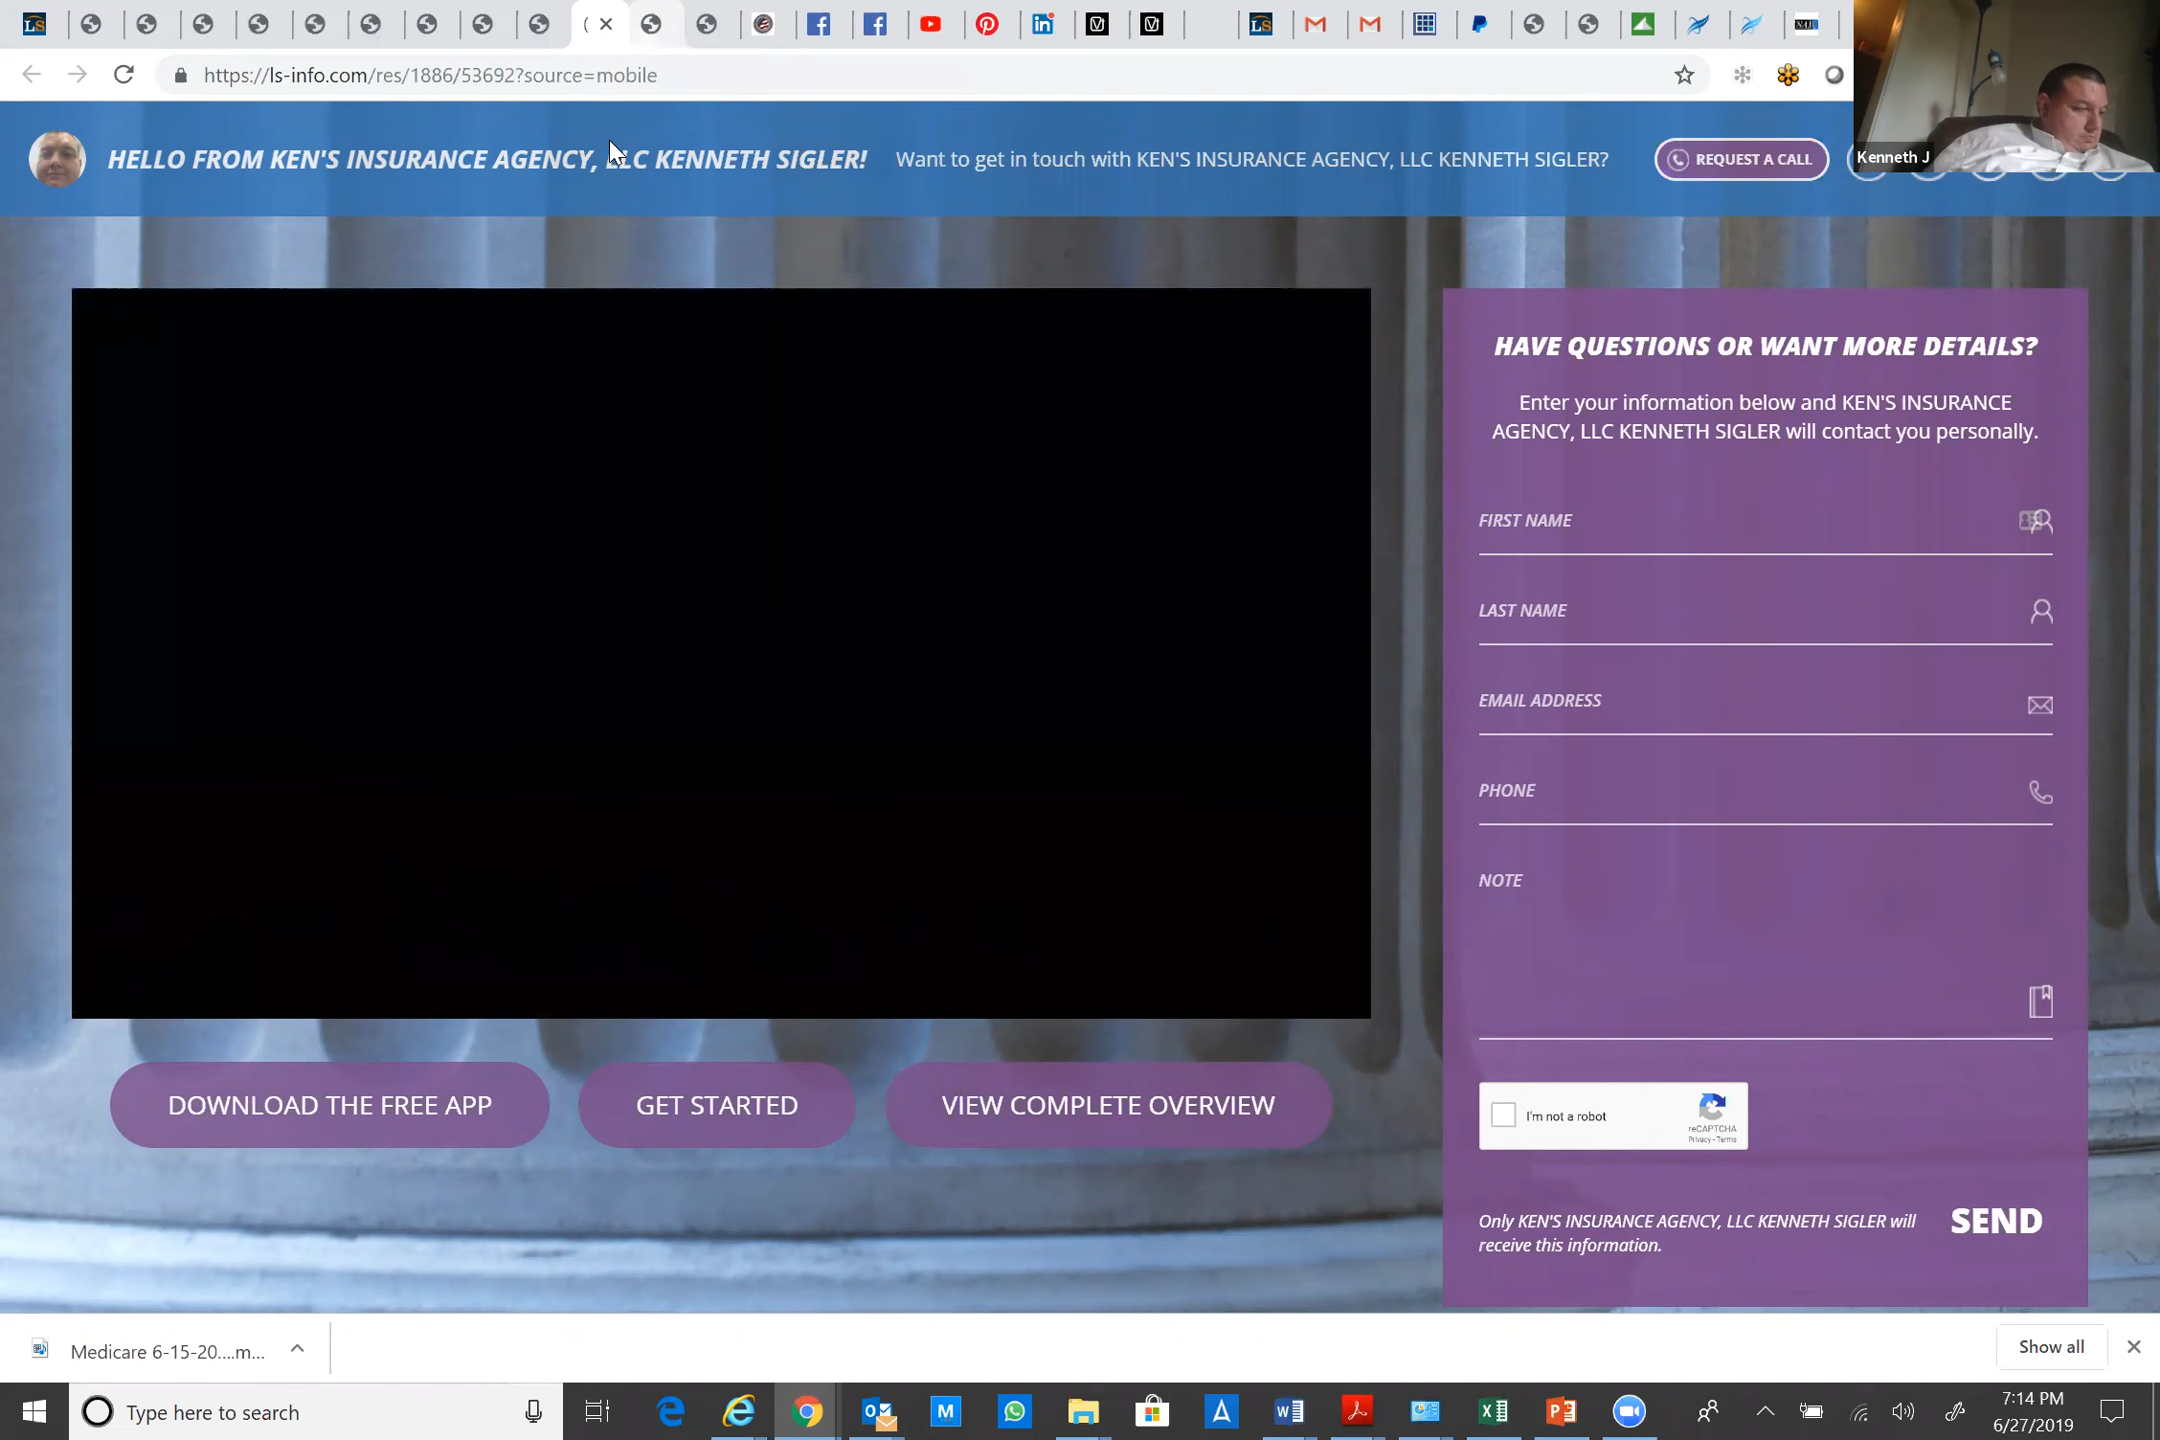 https://ls-info.com/res/1886/53692?source=mobile
HELLO FROM KEN'S INSURANCE AGENCY, LLC KENNETH SIGLER!
Want to get in touch with KEN'S INSURANCE AGENCY, LLC KENNETH SIGLER?
REQUEST A CALL
Kenneth J
HAVE QUESTIONS OR WANT MORE DETAILS?
Enter your information below and KEN'S INSURANCE
AGENCY, LLC KENNETH SIGLER will contact you personally.
FIRST NAME
LAST NAME
EMAIL ADDRESS
PHONE
NOTE
DOWNLOAD THE FREE APP
GET STARTED
VIEW COMPLETE OVERVIEW
I'm not a robot
reCAPTCHA
Privacy - Terms
Only KEN'S INSURANCE AGENCY, LLC KENNETH SIGLER will
receive this information.
SEND
Medicare 6-15-20....m...
Show all
Type here to search
7:14 PM
6/27/2019